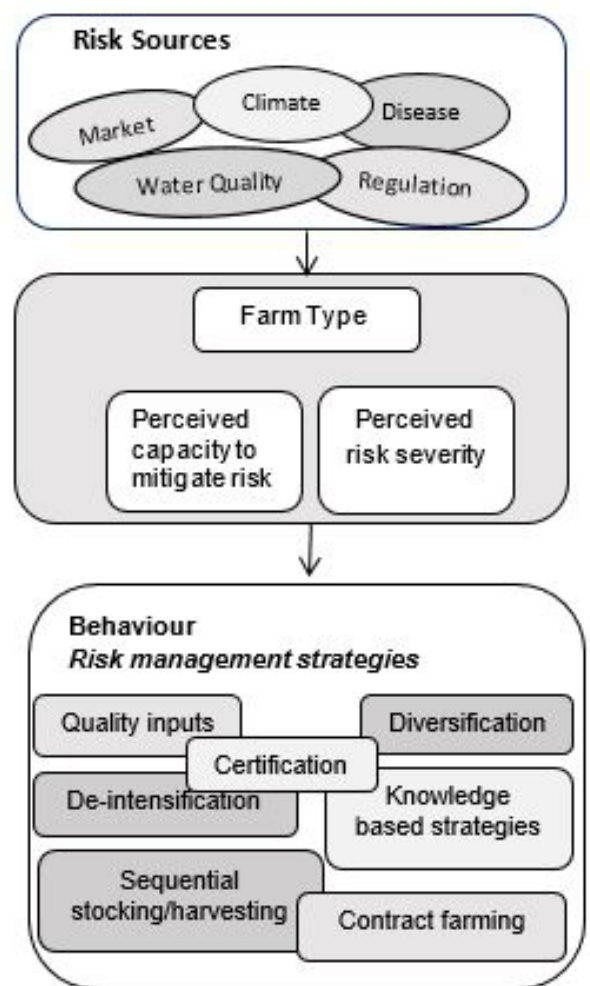 Risk Sources
Climate
Disease
Market
Water Quality
Regulation
Farm Type
Perceived
capacity to
mitigate risk
Perceived
risk severity
Behaviour
Risk management strategies
Quality inputs
Diversification
Certification
De-intensification
Knowledge
based strategies
Sequential
stocking/harvesting
Contract farming